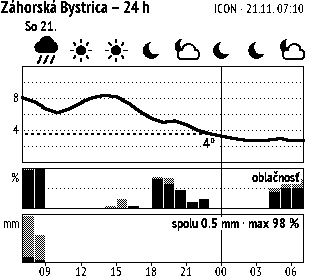 Záhorská Bystrica – 24 h
ICON · 21.11. 07:10
So 21.
8
4
4°
%
oblačnosť
mm
spolu 0.5 mm · max 98 %
09 12 15 18 21 00 03 06